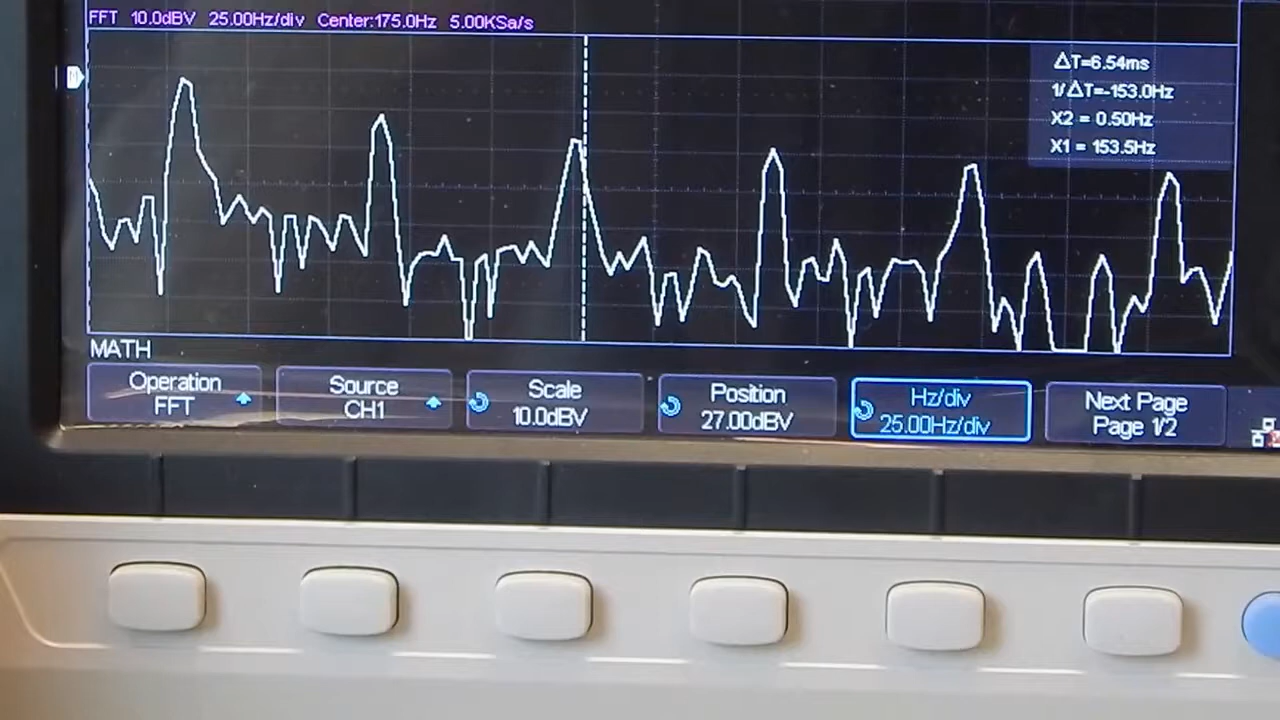 FFT 10.0dBV 25.00Hz/div Center:175.0Hz 5.00KSa/s
ΔT=6.54ms
1/ΔT=-153.0Hz
X2 = 0.50Hz
X1 = 153.5Hz
M
MATH
Operation
FFT
Source
CH1
Scale
10.0dBV
Position
27.00dBV
Hz/div
25.00Hz/div
Next Page
Page 1/2